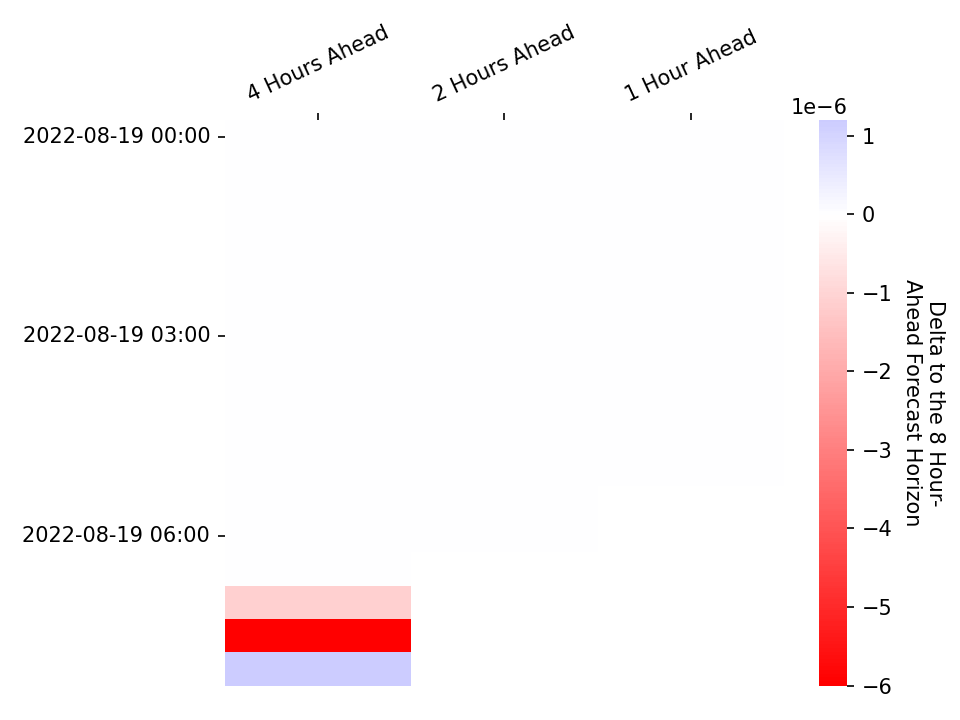 4 Hours Ahead
2 Hours Ahead
1 Hour Ahead
1e−6
2022-08-19 00:00
2022-08-19 03:00
2022-08-19 06:00
1
0
−1
−2
−3
−4
−5
−6
Delta to the 8 Hour-
Ahead Forecast Horizon